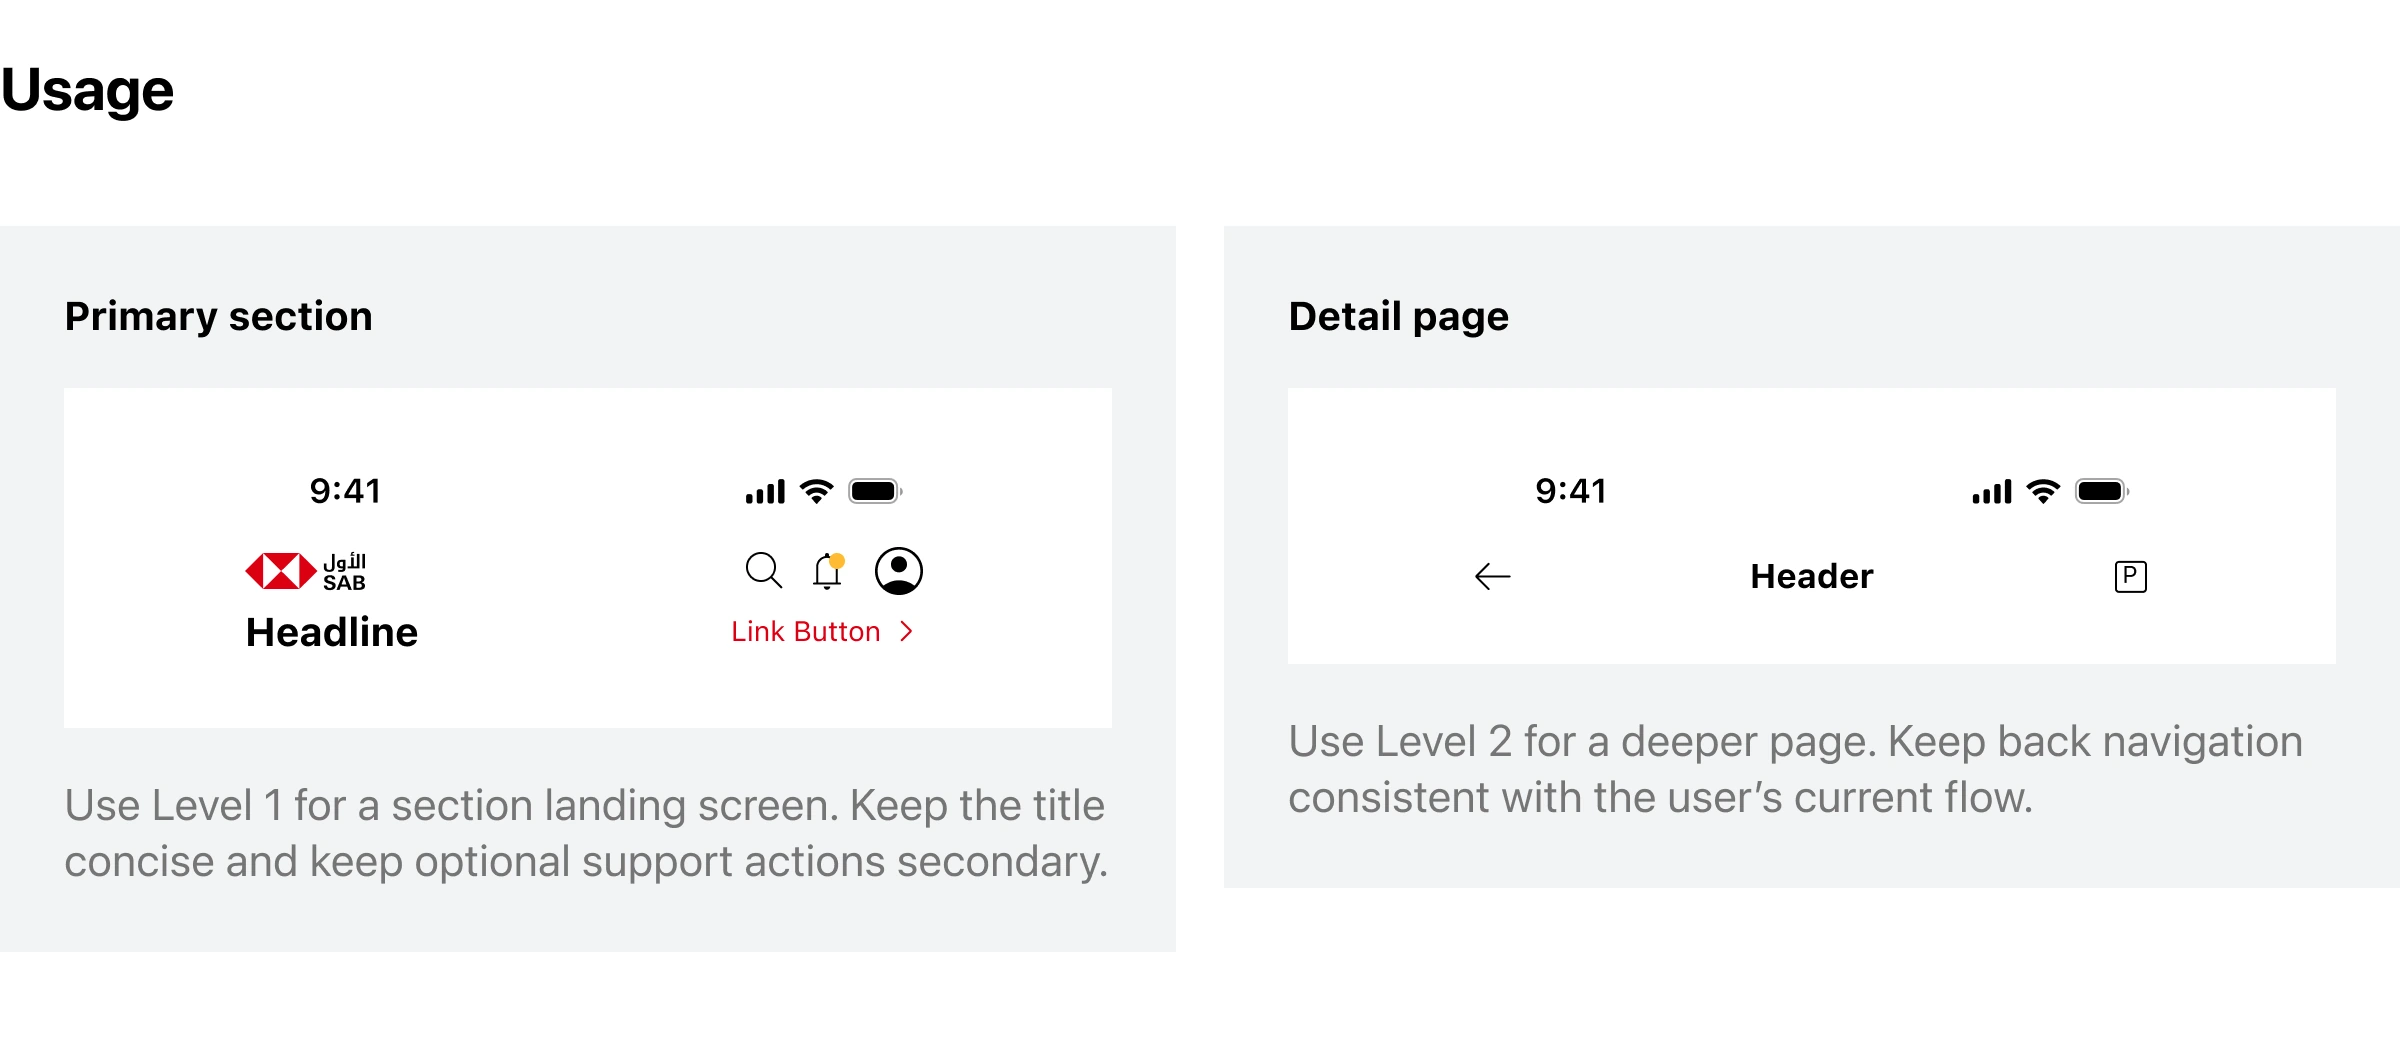 Usage
Primary section
9:41
الأول
SAB
Headline
Link Button
Use Level 1 for a section landing screen. Keep the title
concise and keep optional support actions secondary.
Detail page
9:41
Header
P
Use Level 2 for a deeper page. Keep back navigation
consistent with the user’s current flow.